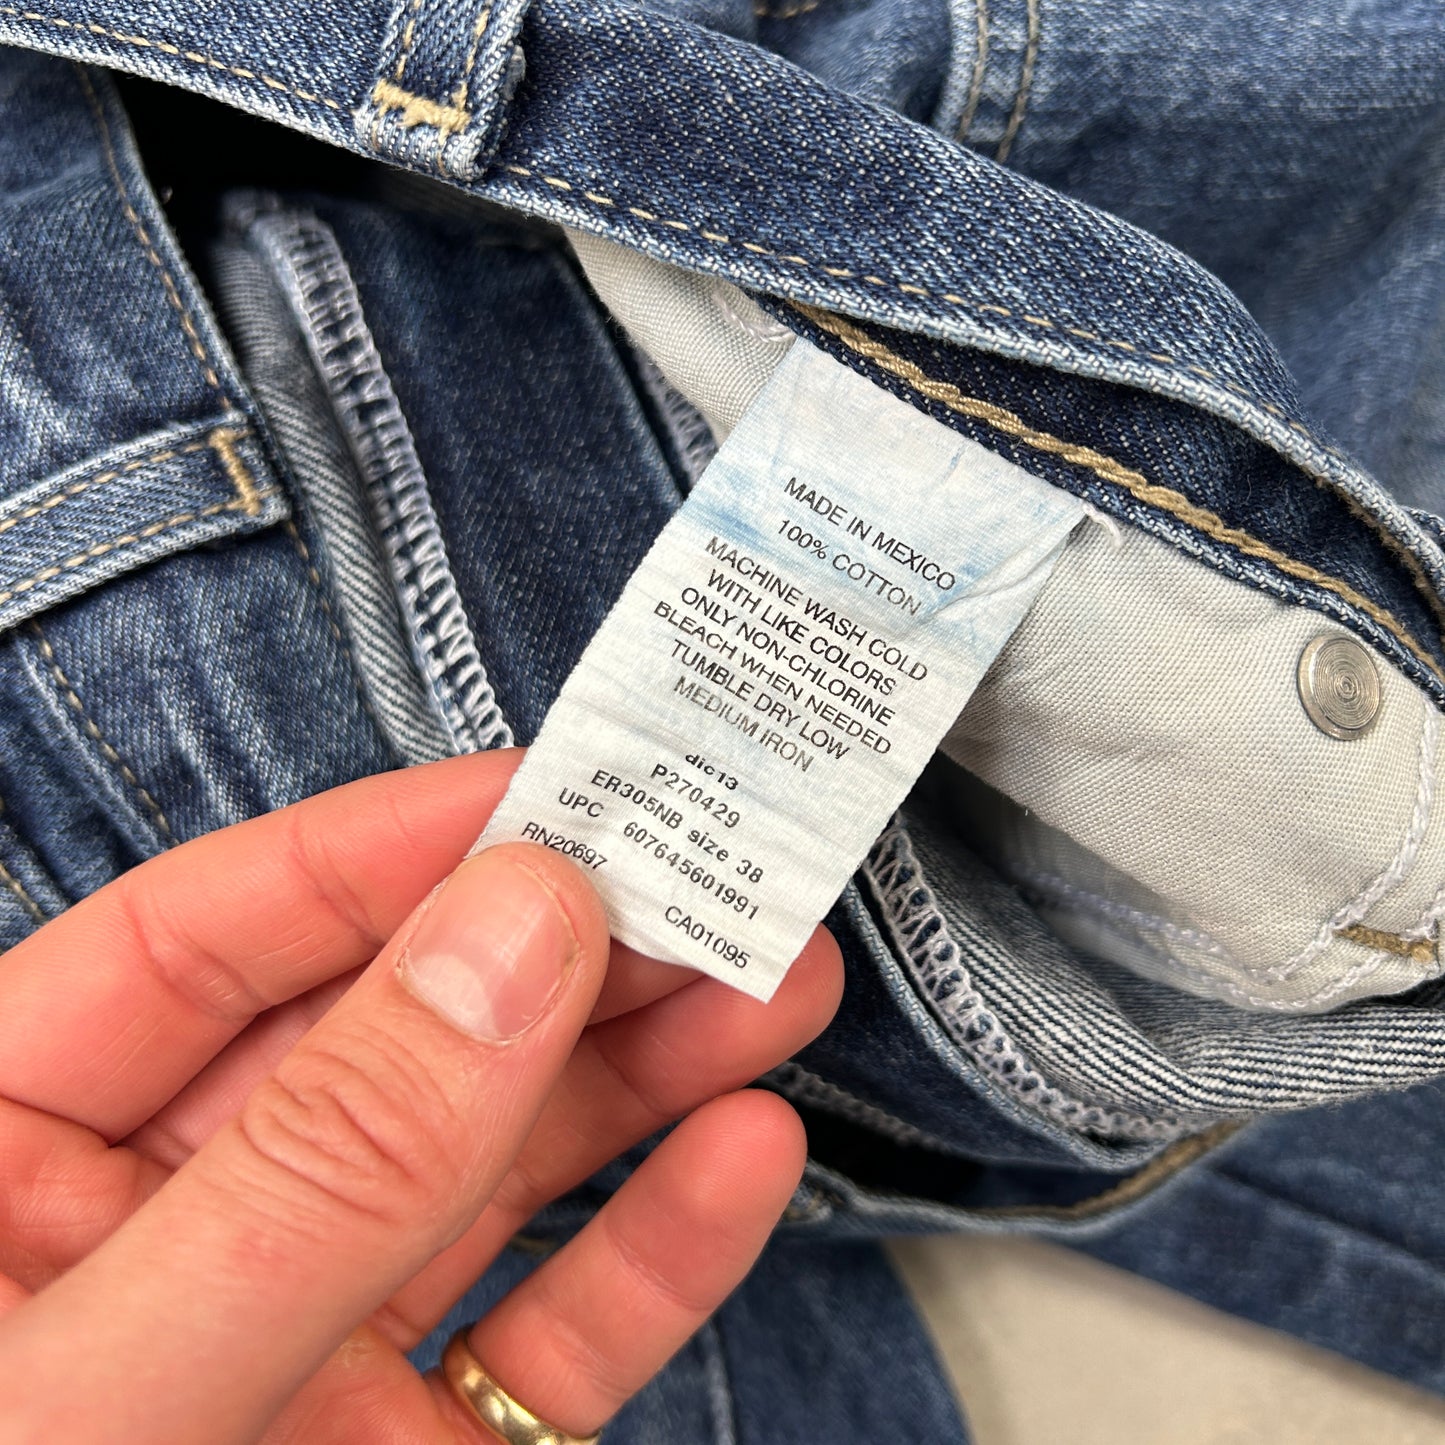 MADE IN MEXICO
100% COTTON
MACHINE WASH COLD
WITH LIKE COLORS
ONLY NON-CHLORINE
BLEACH WHEN NEEDED
TUMBLE DRY LOW
MEDIUM IRON
dic13
P270429
ER305NB size 38
UPC 607645601991
RN20697 CA01095